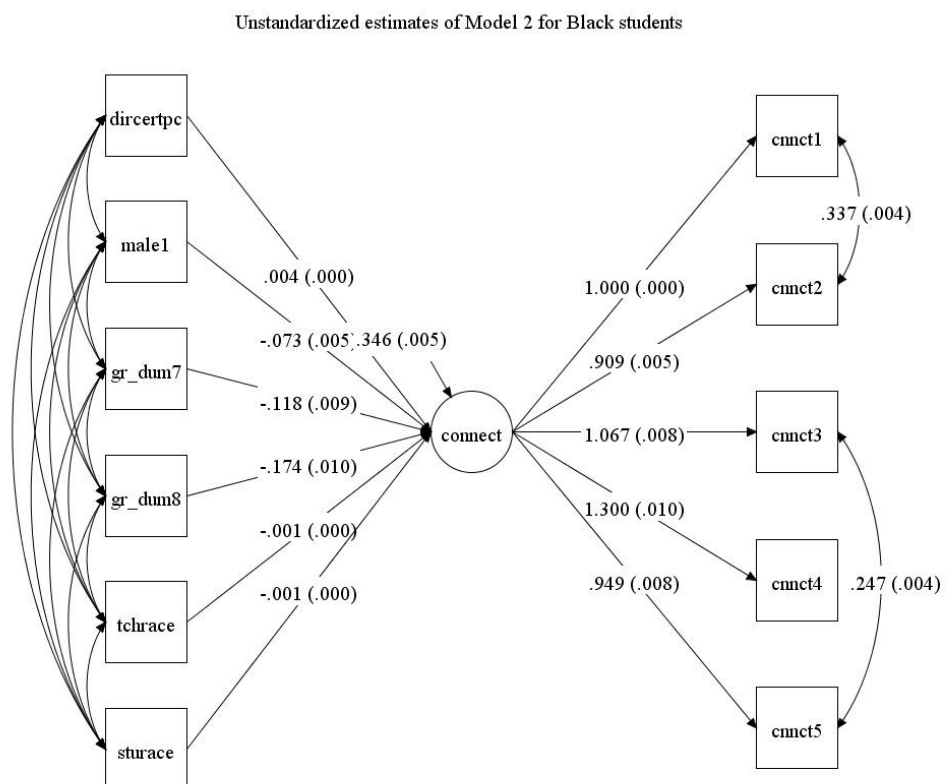 Unstandardized estimates of Model 2 for Black students
dircertpc
male1
gr_dum7
gr_dum8
tchrace
sturace
.004 (.000)
-.073 (.005)
.346 (.005)
-.118 (.009)
-.174 (.010)
-.001 (.000)
-.001 (.000)
connect
1.000 (.000)
.909 (.005)
1.067 (.008)
1.300 (.010)
.949 (.008)
cnnct1
cnnct2
cnnct3
cnnct4
cnnct5
.337 (.004)
.247 (.004)